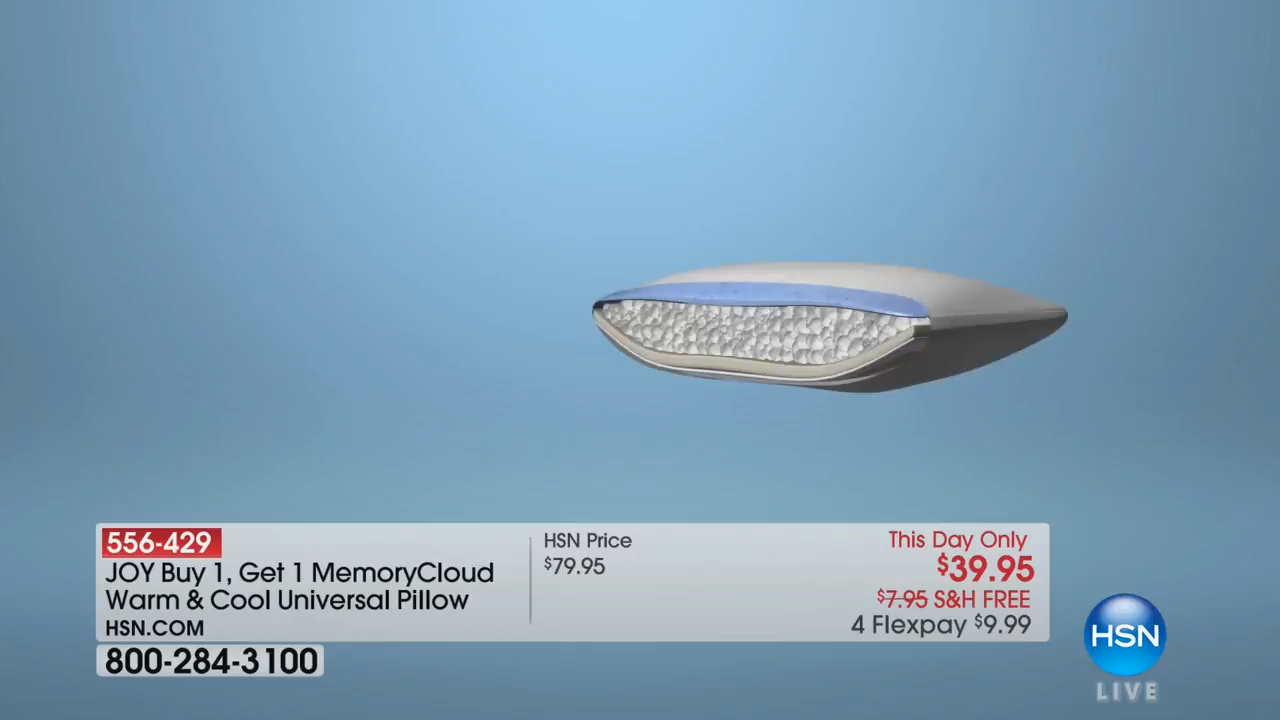 556-429
JOY Buy 1, Get 1 MemoryCloud
Warm & Cool Universal Pillow
HSN.COM
800-284-3100
HSN Price
$79.95
This Day Only
$39.95
$7.95 S&H FREE
4 Flexpay $9.99
HSN
LIVE